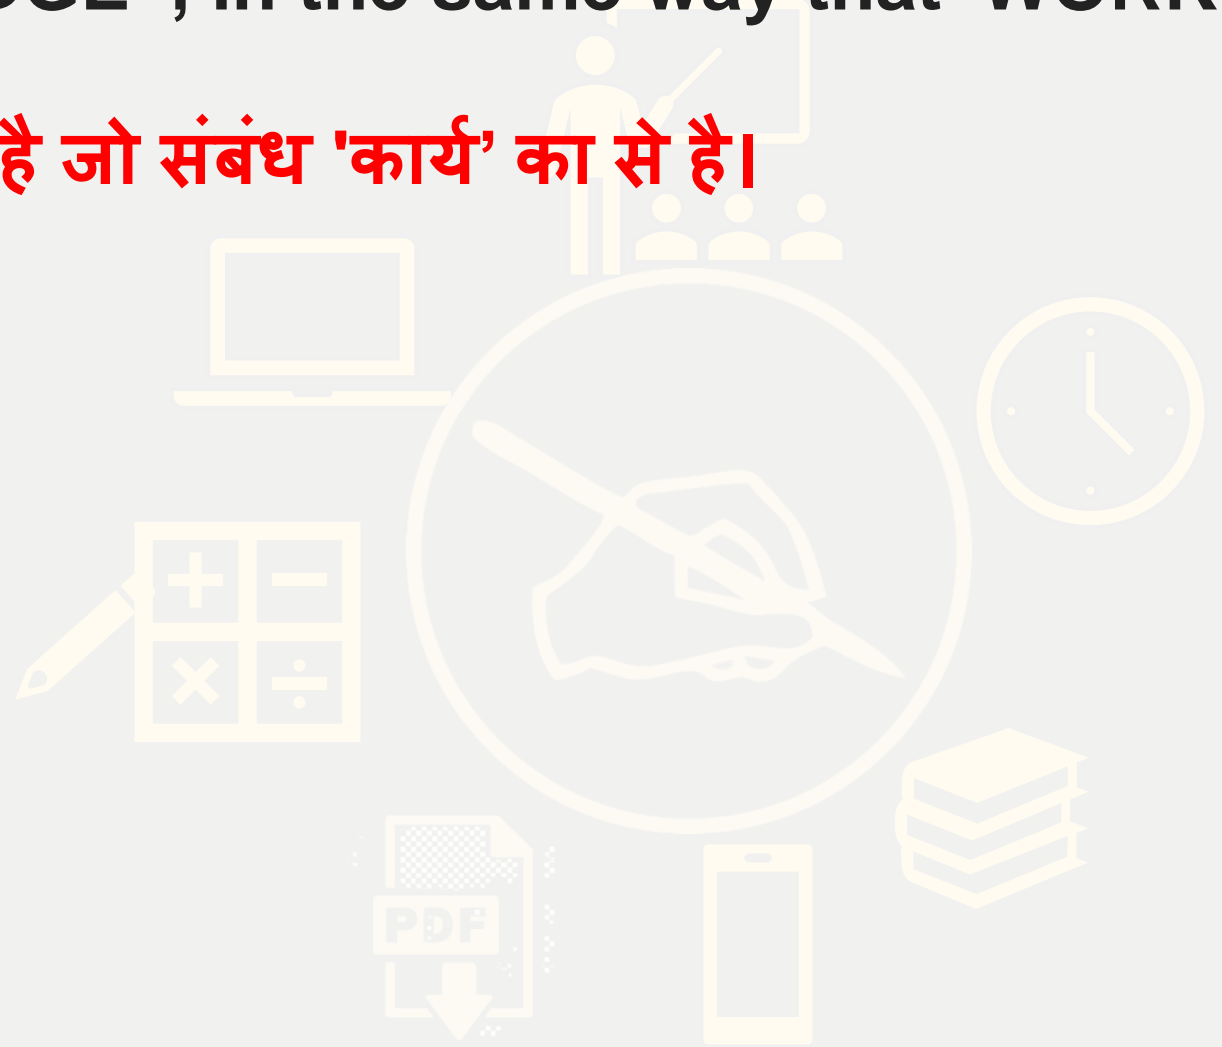 in the same way that
है जो संबंध 'कार्य’ का से है।
PDF